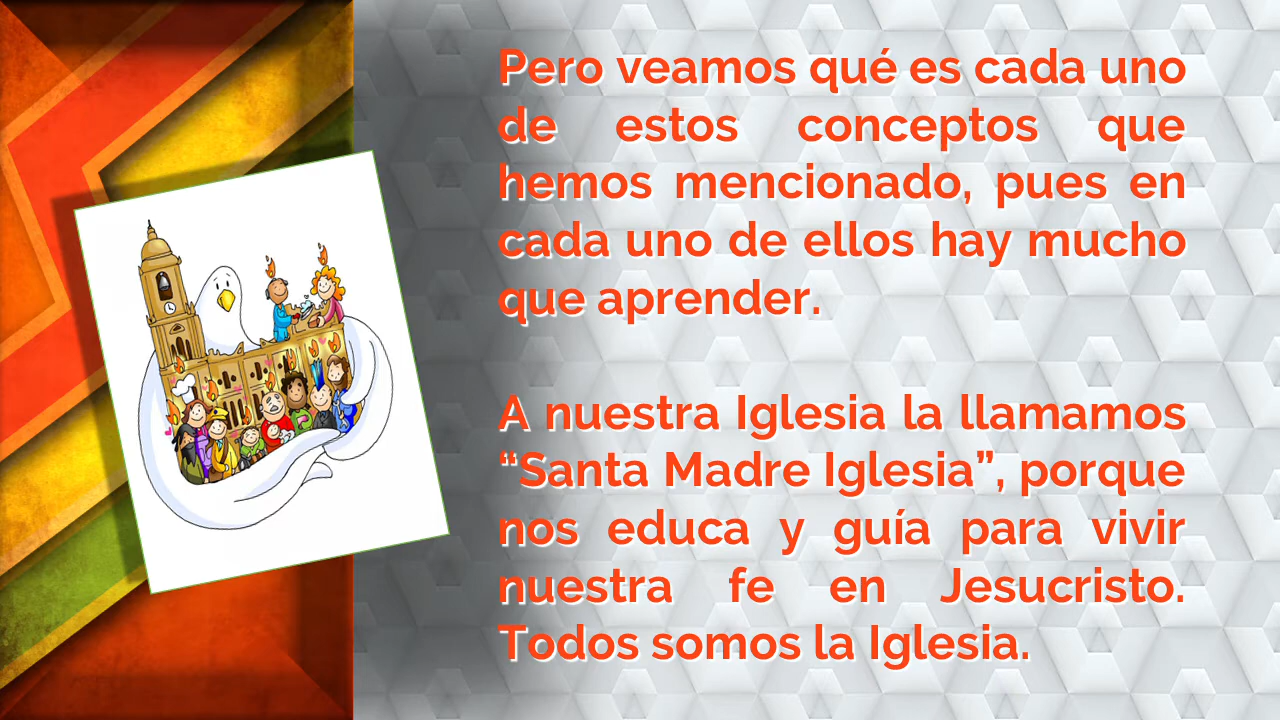 Pero veamos qué es cada uno
de estos conceptos que
hemos mencionado, pues en
cada uno de ellos hay mucho
que aprender.
A nuestra Iglesia la llamamos
“Santa Madre Iglesia”, porque
nos educa y guía para vivir
nuestra fe en Jesucristo.
Todos somos la Iglesia.